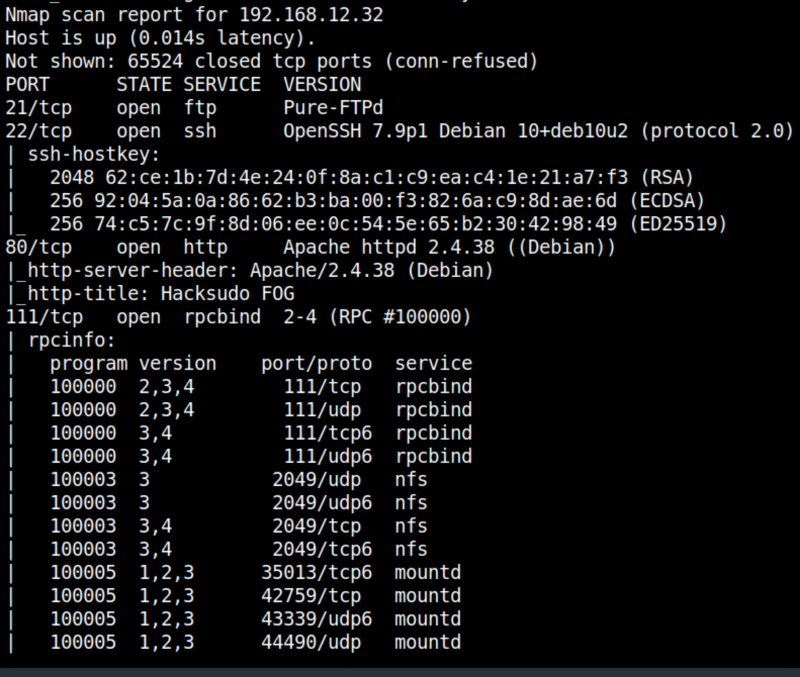 Nmap scan report for 192.168.12.32
Host is up (0.014s latency).
Not shown: 65524 closed tcp ports (conn-refused)
PORT      STATE SERVICE  VERSION
21/tcp    open  ftp      Pure-FTPd
22/tcp    open  ssh      OpenSSH 7.9p1 Debian 10+deb10u2 (protocol 2.0)
| ssh-hostkey:
|   2048 62:ce:1b:7d:4e:24:0f:8a:c1:c9:ea:c4:1e:21:a7:f3 (RSA)
|   256 92:04:5a:0a:86:62:b3:ba:00:f3:82:6a:c9:8d:ae:6d (ECDSA)
|_  256 74:c5:7c:9f:8d:06:ee:0c:54:5e:65:b2:30:42:98:49 (ED25519)
80/tcp    open  http     Apache httpd 2.4.38 ((Debian))
|_http-server-header: Apache/2.4.38 (Debian)
|_http-title: Hacksudo FOG
111/tcp   open  rpcbind  2-4 (RPC #100000)
| rpcinfo:
|   program version    port/proto  service
|   100000  2,3,4        111/tcp   rpcbind
|   100000  2,3,4        111/udp   rpcbind
|   100000  3,4          111/tcp6  rpcbind
|   100000  3,4          111/udp6  rpcbind
|   100003  3           2049/udp   nfs
|   100003  3           2049/udp6  nfs
|   100003  3,4         2049/tcp   nfs
|   100003  3,4         2049/tcp6  nfs
|   100005  1,2,3      35013/tcp6  mountd
|   100005  1,2,3      42759/tcp   mountd
|   100005  1,2,3      43339/udp6  mountd
|   100005  1,2,3      44490/udp   mountd